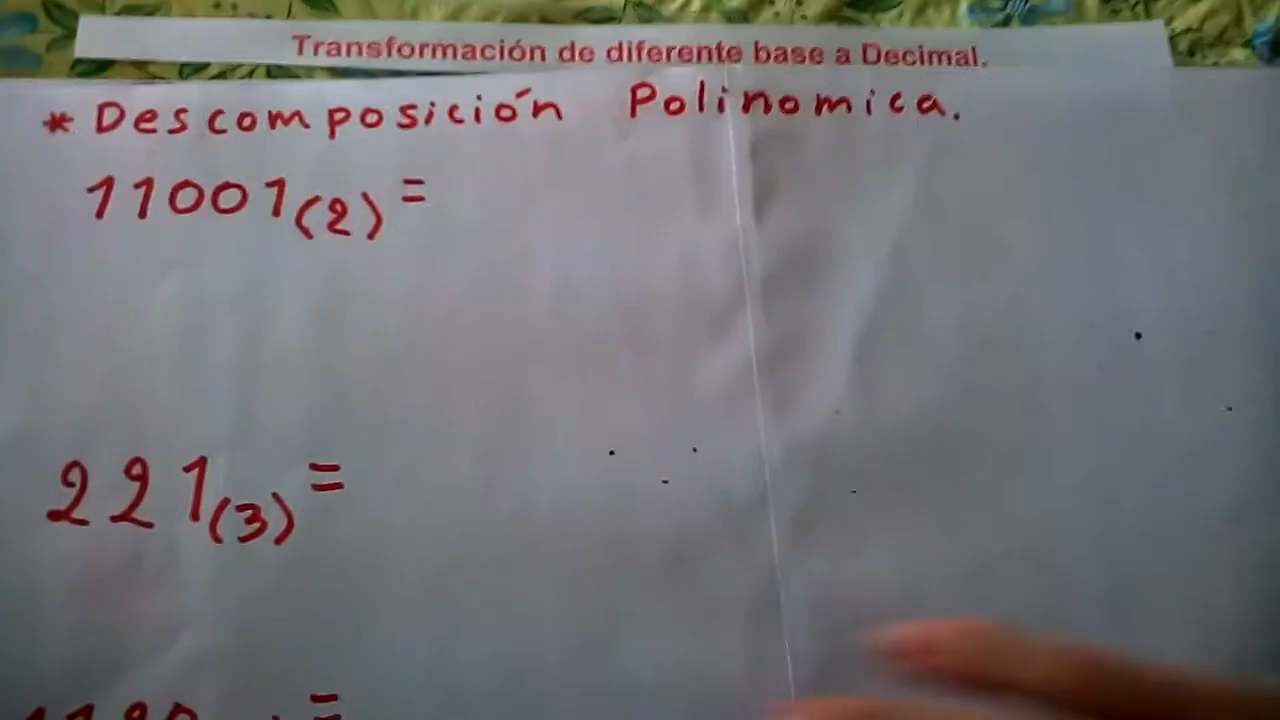 Transformación de diferente base a Decimal.
* Descomposición Polinomica.
11001(2) =
221(3) =